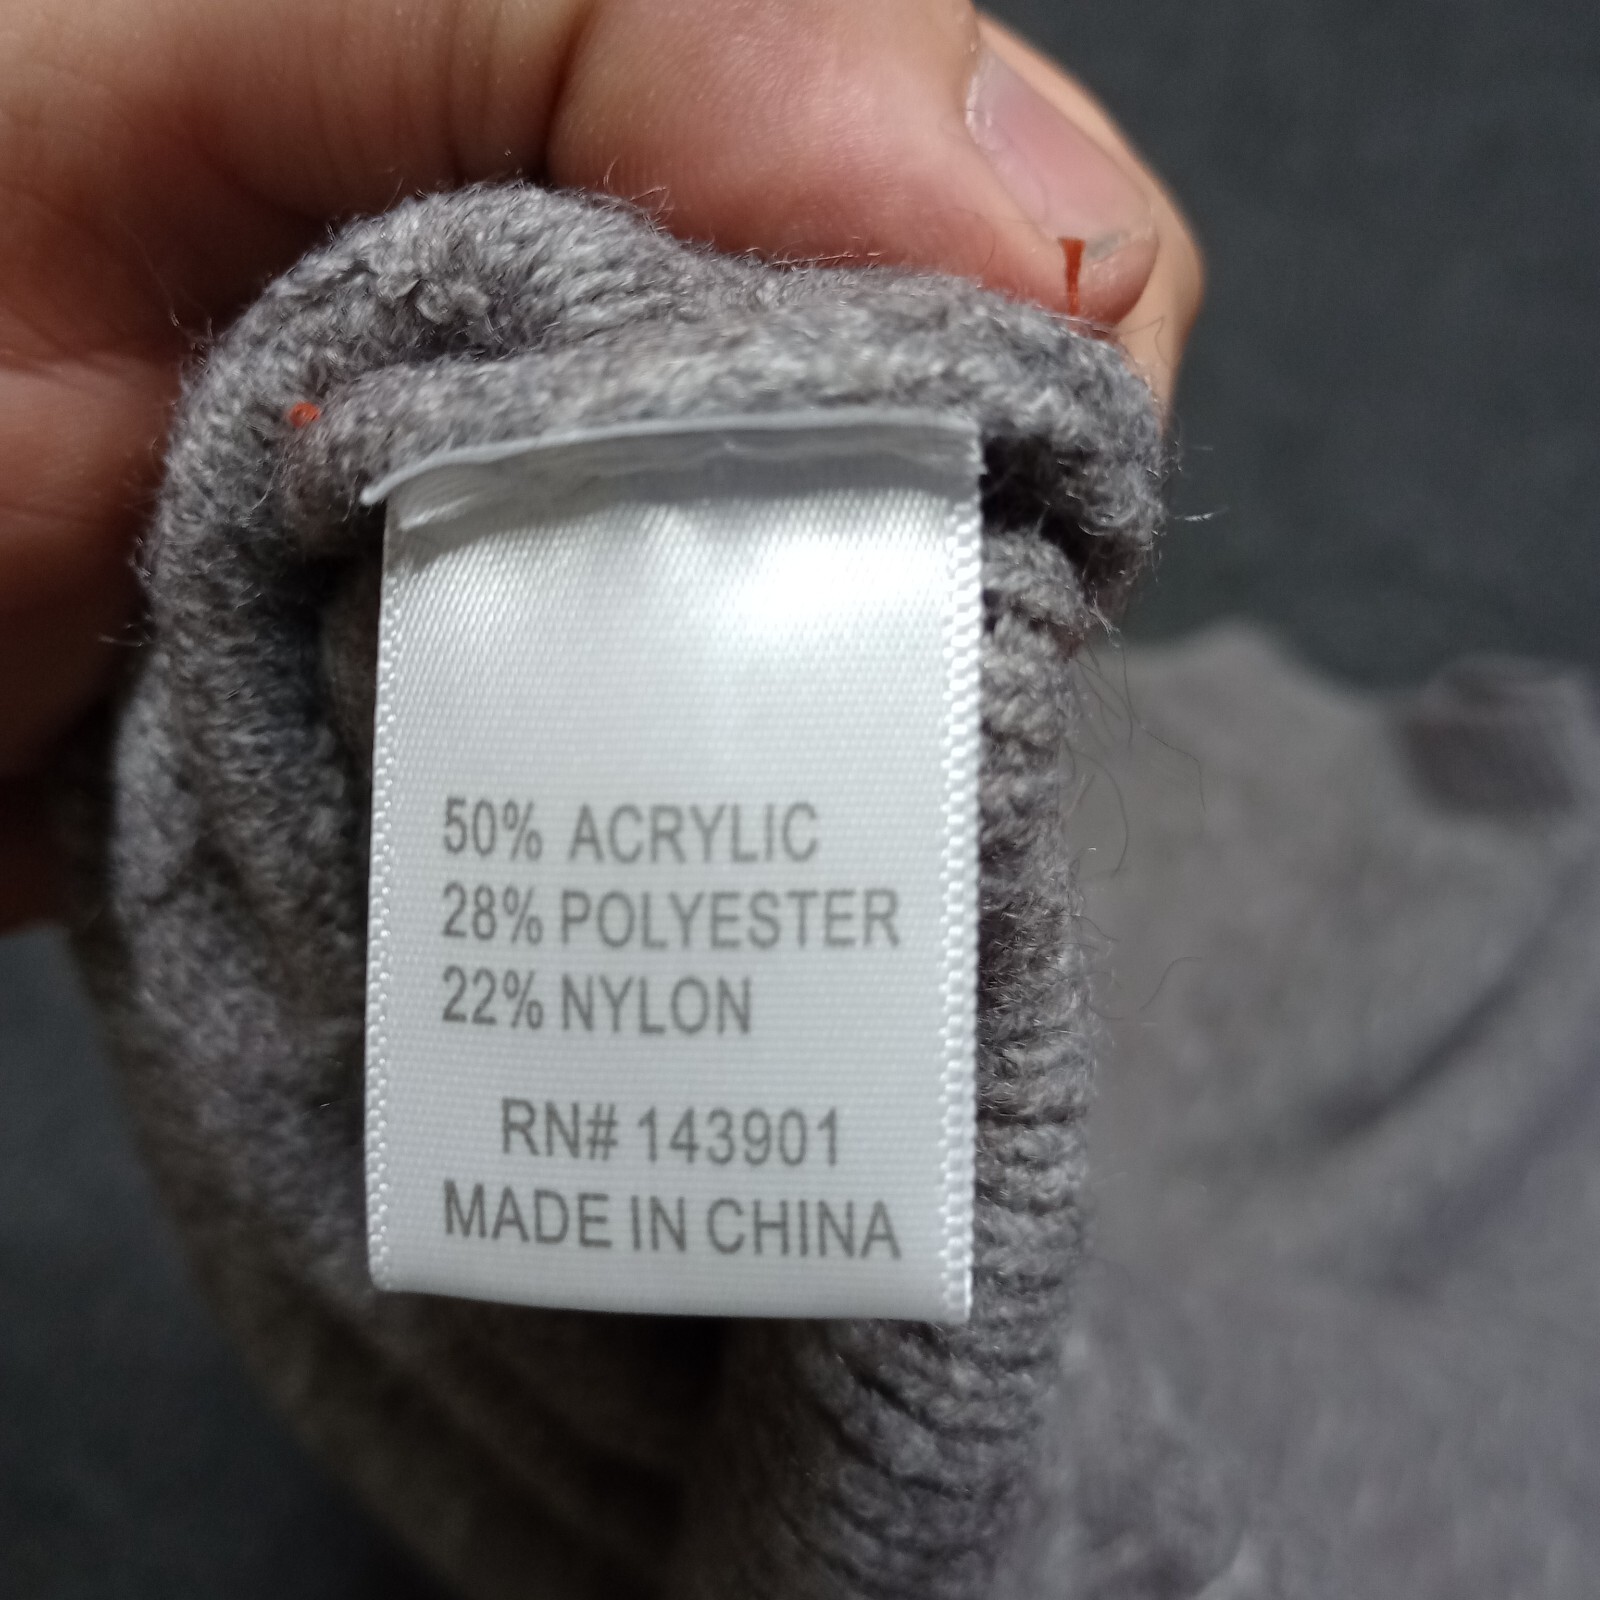 50% ACRYLIC
28% POLYESTER
22% NYLON
RN# 143901
MADE IN CHINA